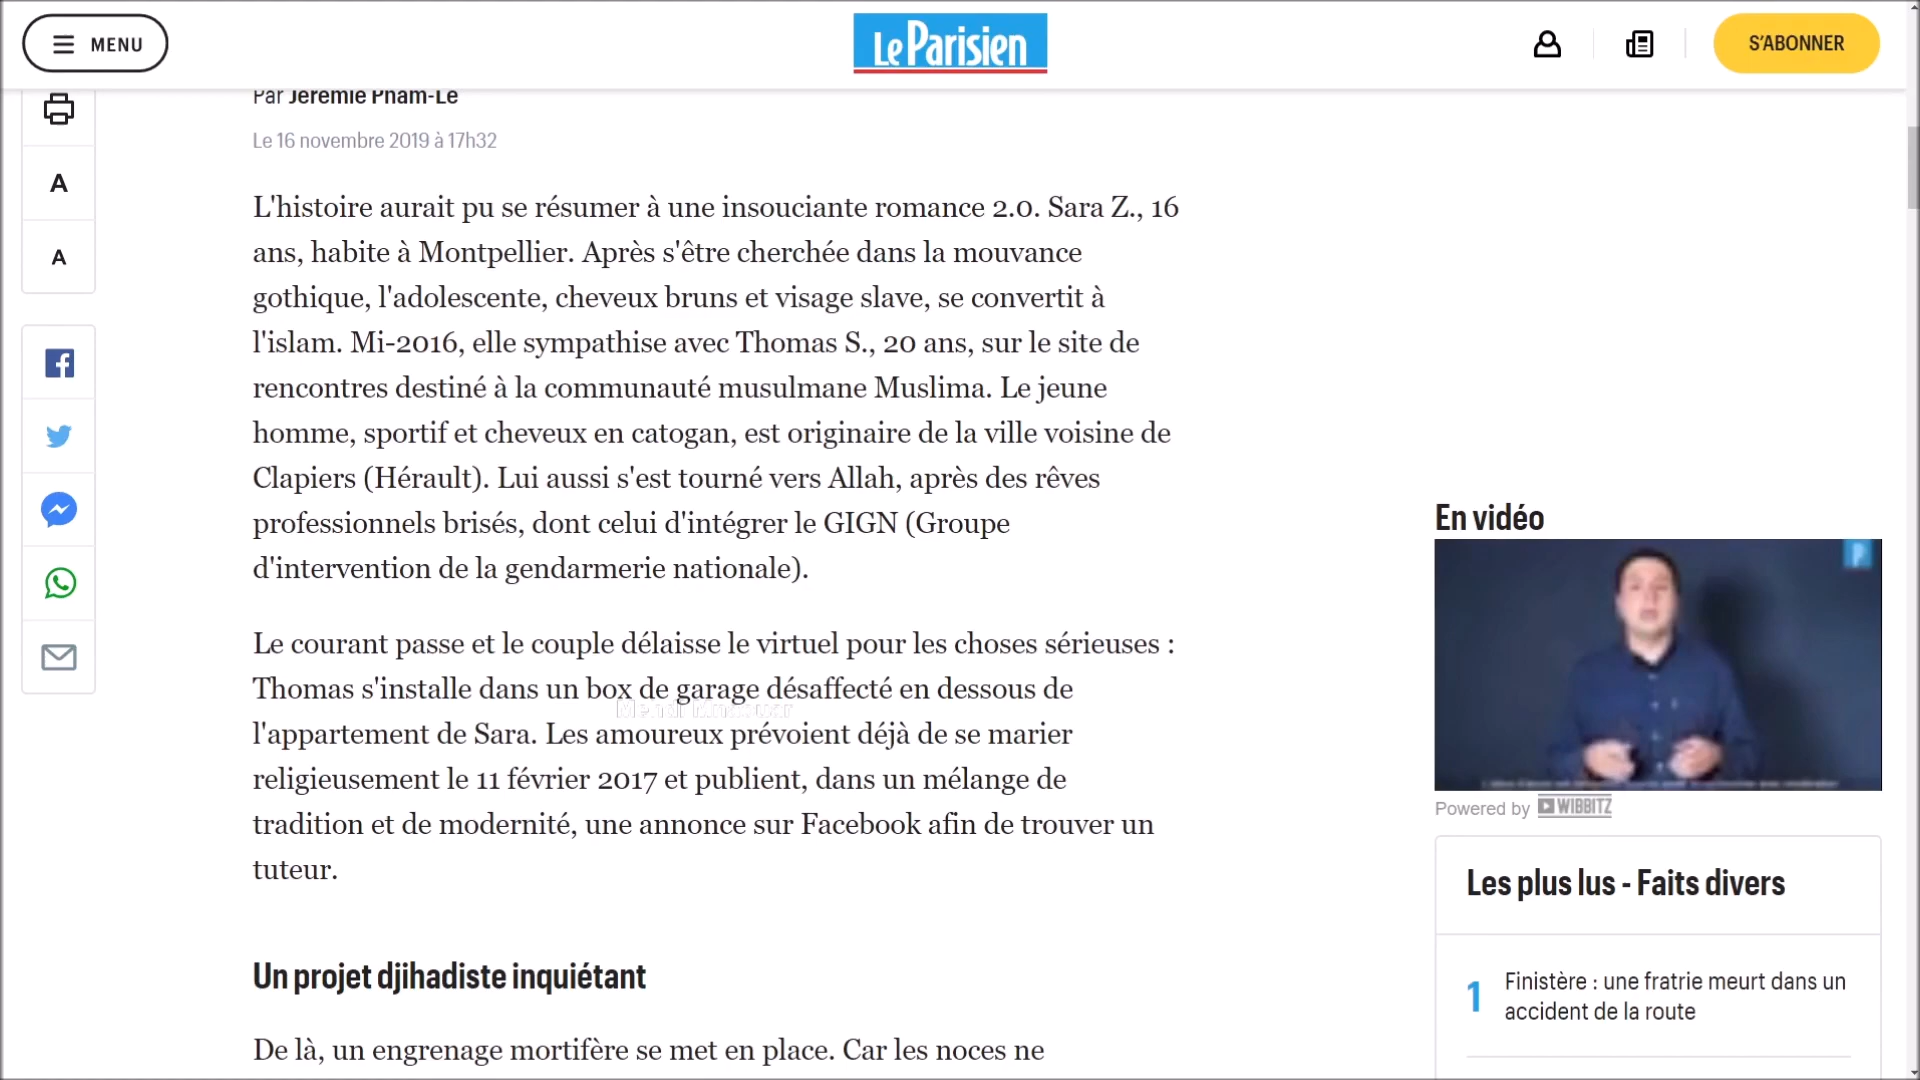 MENU
Le Parisien
S'ABONNER
Par Jérémie Pham-Lê
Le 16 novembre 2019 à 17h32
A
A
L'histoire aurait pu se résumer à une insouciante romance 2.0. Sara Z., 16
ans, habite à Montpellier. Après s'être cherchée dans la mouvance
gothique, l'adolescente, cheveux bruns et visage slave, se convertit à
l'islam. Mi-2016, elle sympathise avec Thomas S., 20 ans, sur le site de
rencontres destiné à la communauté musulmane Muslima. Le jeune
homme, sportif et cheveux en catogan, est originaire de la ville voisine de
Clapiers (Hérault). Lui aussi s'est tourné vers Allah, après des rêves
professionnels brisés, dont celui d'intégrer le GIGN (Groupe
d'intervention de la gendarmerie nationale).
Le courant passe et le couple délaisse le virtuel pour les choses sérieuses :
Thomas s'installe dans un box de garage désaffecté en dessous de
l'appartement de Sara. Les amoureux prévoient déjà de se marier
religieusement le 11 février 2017 et publient, dans un mélange de
tradition et de modernité, une annonce sur Facebook afin de trouver un
tuteur.
Un projet djihadiste inquiétant
De là, un engrenage mortifère se met en place. Car les noces ne
En vidéo
Powered by WIBBITZ
Les plus lus - Faits divers
1
Finistère : une fratrie meurt dans un
accident de la route